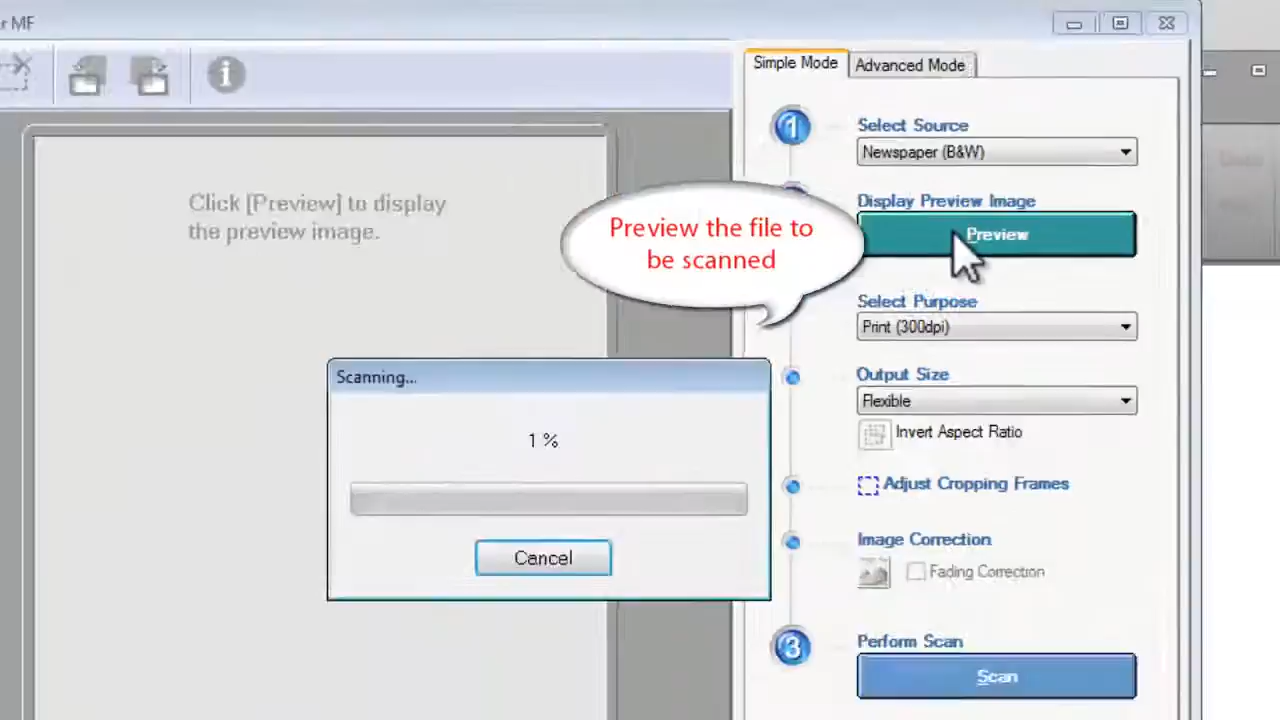 r MF
Simple Mode
Advanced Mode
1
Select Source
Newspaper (B&W)
Click [Preview] to display
the preview image.
Display Preview Image
Preview
Preview the file to
be scanned
Select Purpose
Print (300dpi)
Scanning...
1 %
Cancel
Output Size
Flexible
Invert Aspect Ratio
Adjust Cropping Frames
Image Correction
Fading Correction
3
Perform Scan
Scan